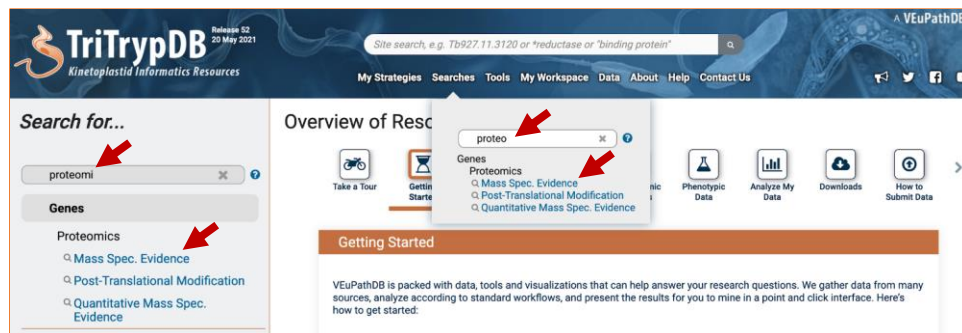 A VEuPathDB
TriTrypDB
Release 52
20 May 2021
Kinetoplastid Informatics Resources
Site search, e.g. Tb927.11.3120 or *reductase or "binding protein"
My Strategies Searches Tools My Workspace Data About Help Contact Us
Search for...
proteomi
Genes
Proteomics
Mass Spec. Evidence
Post-Translational Modification
Quantitative Mass Spec.
Evidence
Overview of Reso
proteo
Genes
Proteomics
Mass Spec. Evidence
Post-Translational Modification
Quantitative Mass Spec. Evidence
Take a Tour
Getting
Starte
Phenotypic
Data
Analyze My
Data
Downloads
How to
Submit Data
Getting Started
VEuPathDB is packed with data, tools and visualizations that can help answer your research questions. We gather data from many
sources, analyze according to standard workflows, and present the results for you to mine in a point and click interface. Here's
how to get started: